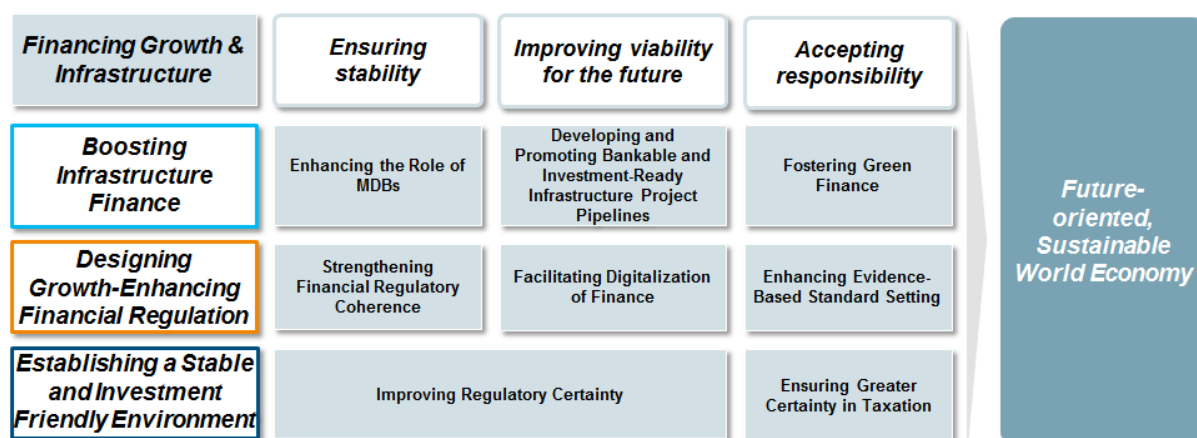 Financing Growth &
Infrastructure
Ensuring
stability
Improving viability
for the future
Accepting
responsibility
Boosting
Infrastructure
Finance
Enhancing the Role of
MDBs
Developing and
Promoting Bankable and
Investment-Ready
Infrastructure Project
Pipelines
Fostering Green
Finance
Designing
Growth-Enhancing
Financial Regulation
Strengthening
Financial Regulatory
Coherence
Facilitating Digitalization
of Finance
Enhancing Evidence-
Based Standard Setting
Establishing a Stable
and Investment
Friendly Environment
Improving Regulatory Certainty
Ensuring Greater
Certainty in Taxation
Future-
oriented,
Sustainable
World Economy